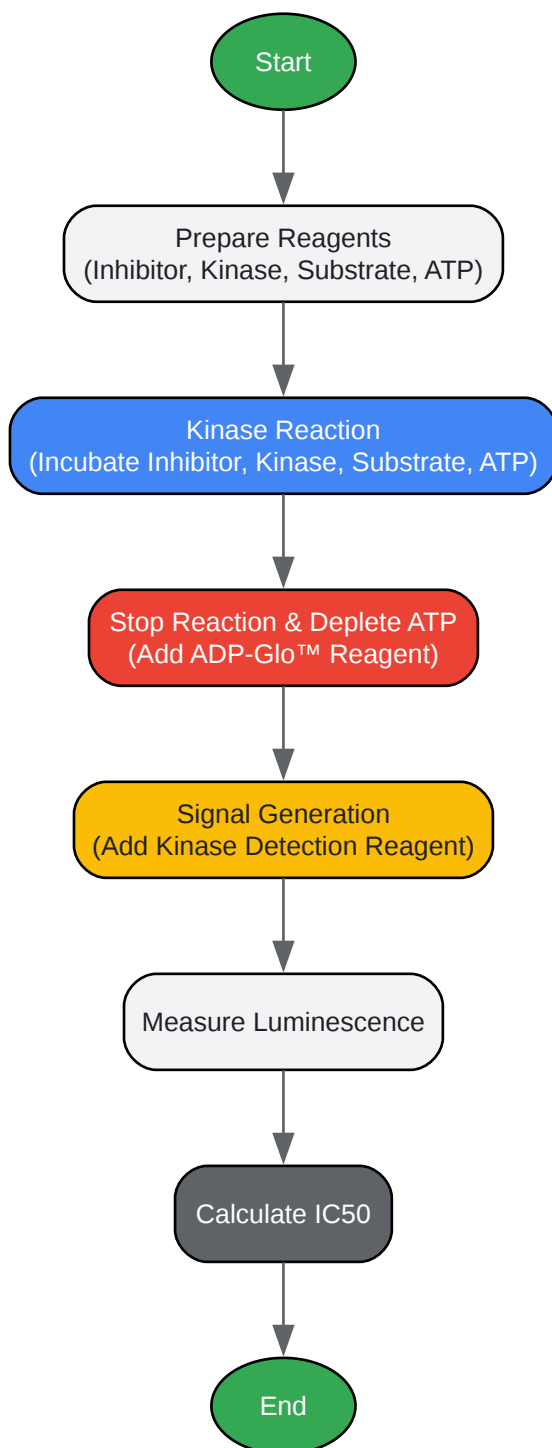 Start
Prepare Reagents
(Inhibitor, Kinase, Substrate, ATP)
Kinase Reaction
(Incubate Inhibitor, Kinase, Substrate, ATP)
Stop Reaction & Deplete ATP
(Add ADP-Glo™ Reagent)
Signal Generation
(Add Kinase Detection Reagent)
Measure Luminescence
Calculate IC50
End